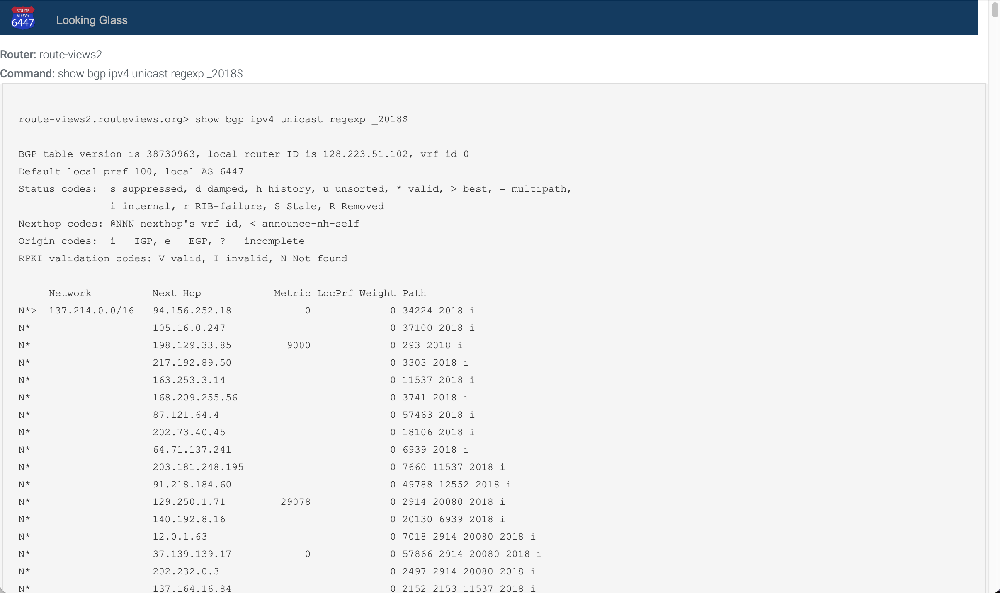 ROUTE
VIEWS
6447
Looking Glass
Router: route-views2
Command: show bgp ipv4 unicast regexp _2018$
route-views2.routeviews.org> show bgp ipv4 unicast regexp _2018$
BGP table version is 38730963, local router ID is 128.223.51.102, vrf id 0
Default local pref 100, local AS 6447
Status codes:  s suppressed, d damped, h history, u unsorted, * valid, > best, = multipath,
               i internal, r RIB-failure, S Stale, R Removed
Nexthop codes: @NNN nexthop's vrf id, < announce-nh-self
Origin codes:  i - IGP, e - EGP, ? - incomplete
RPKI validation codes: V valid, I invalid, N Not found
     Network          Next Hop            Metric LocPrf Weight Path
N*>  137.214.0.0/16   94.156.252.18            0             0 34224 2018 i
N*                    105.16.0.247                           0 37100 2018 i
N*                    198.129.33.85         9000             0 293 2018 i
N*                    217.192.89.50                          0 3303 2018 i
N*                    163.253.3.14                           0 11537 2018 i
N*                    168.209.255.56                         0 3741 2018 i
N*                    87.121.64.4                            0 57463 2018 i
N*                    202.73.40.45                           0 18106 2018 i
N*                    64.71.137.241                          0 6939 2018 i
N*                    203.181.248.195                        0 7660 11537 2018 i
N*                    91.218.184.60                          0 49788 12552 2018 i
N*                    129.250.1.71         29078             0 2914 20080 2018 i
N*                    140.192.8.16                           0 20130 6939 2018 i
N*                    12.0.1.63                              0 7018 2914 20080 2018 i
N*                    37.139.139.17            0             0 57866 2914 20080 2018 i
N*                    202.232.0.3                            0 2497 2914 20080 2018 i
N*                    137.164.16.84                          0 2152 2153 11537 2018 i